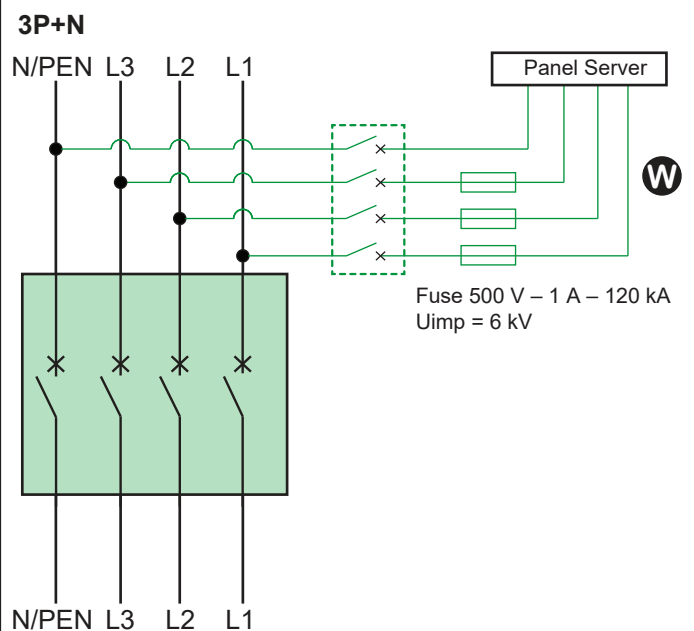 3P+N
N/PEN L3 L2 L1
Panel Server
W
Fuse 500 V – 1 A – 120 kA
Uimp = 6 kV
N/PEN L3 L2 L1